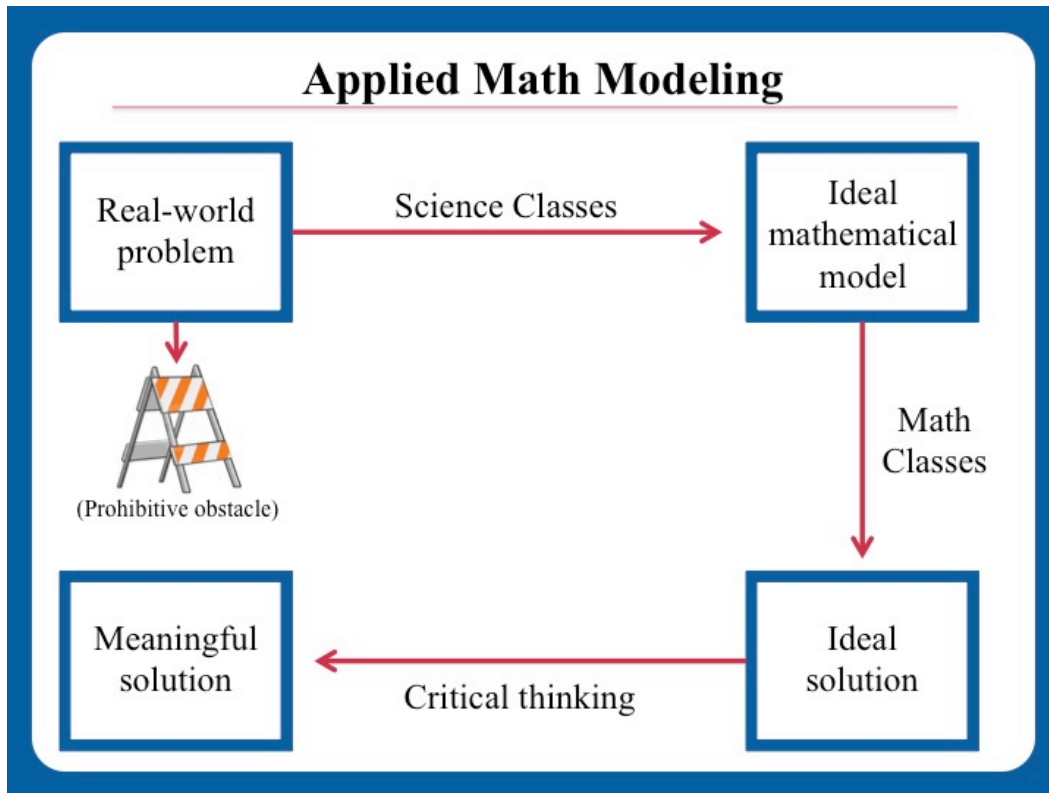 Applied Math Modeling
Real-world
problem
Science Classes
Ideal
mathematical
model
(Prohibitive obstacle)
Math
Classes
Meaningful
solution
Critical thinking
Ideal
solution